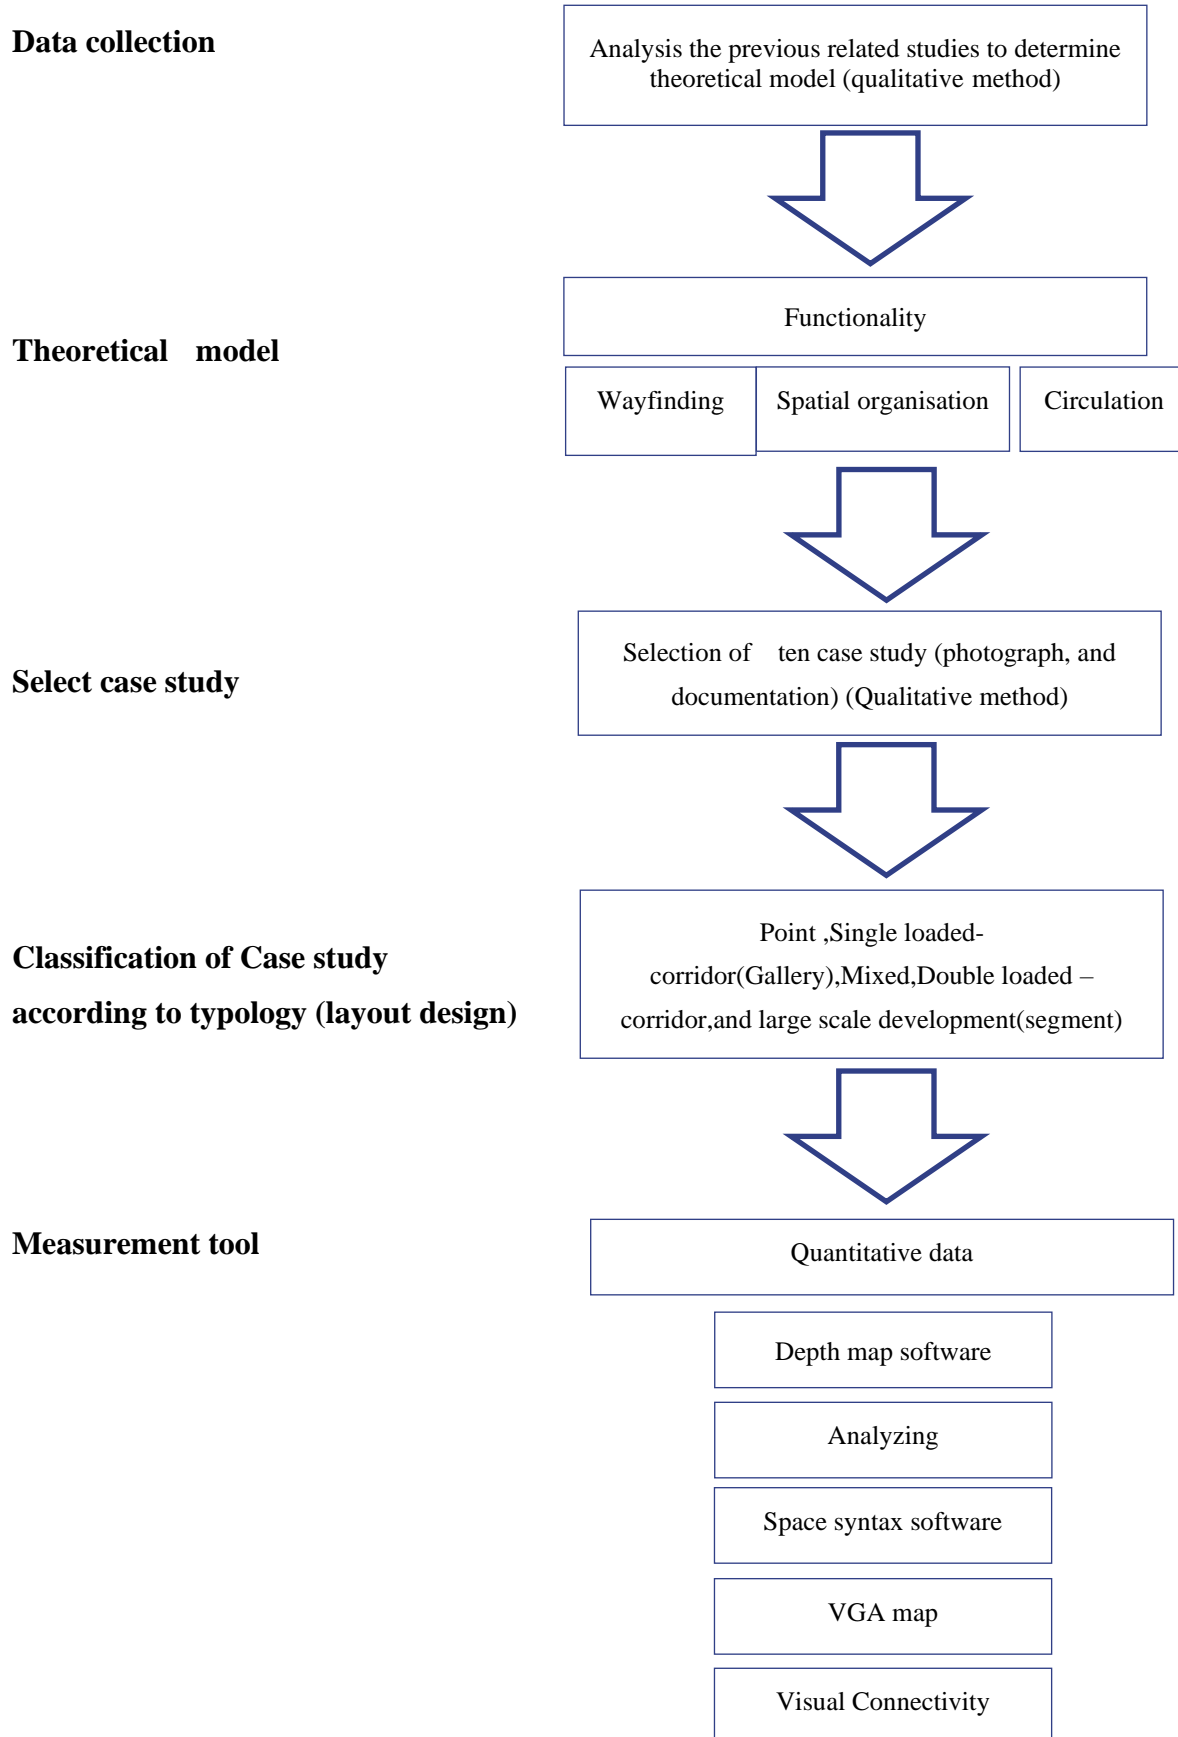 Data collection
Analysis the previous related studies to determine
theoretical model (qualitative method)
Functionality
Theoretical model
Wayfinding
Spatial organisation
Circulation
Select case study
Selection of ten case study (photograph, and
documentation) (Qualitative method)
Classification of Case study
according to typology (layout design)
Point ,Single loaded-
corridor(Gallery),Mixed,Double loaded –
corridor,and large scale development(segment)
Measurement tool
Quantitative data
Depth map software
Analyzing
Space syntax software
VGA map
Visual Connectivity